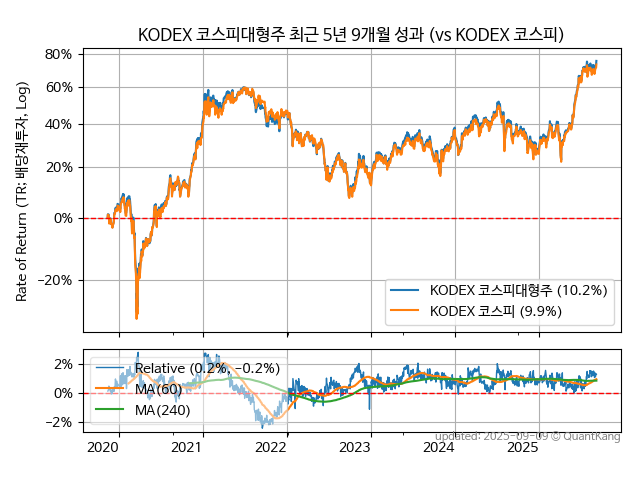 KODEX 코스피대형주 최근 5년 9개월 성과 (vs KODEX 코스피)
80%
60%
40%
20%
0%
−20%
Rate of Return (TR: 배당재투자, Log)
KODEX 코스피대형주 (10.2%)
KODEX 코스피 (9.9%)
2%
0%
−2%
Relative (0.2%, -0.2%)
MA(60)
MA(240)
2020
2021
2022
2023
2024
2025
updated: 2025-09-09 © QuantKang